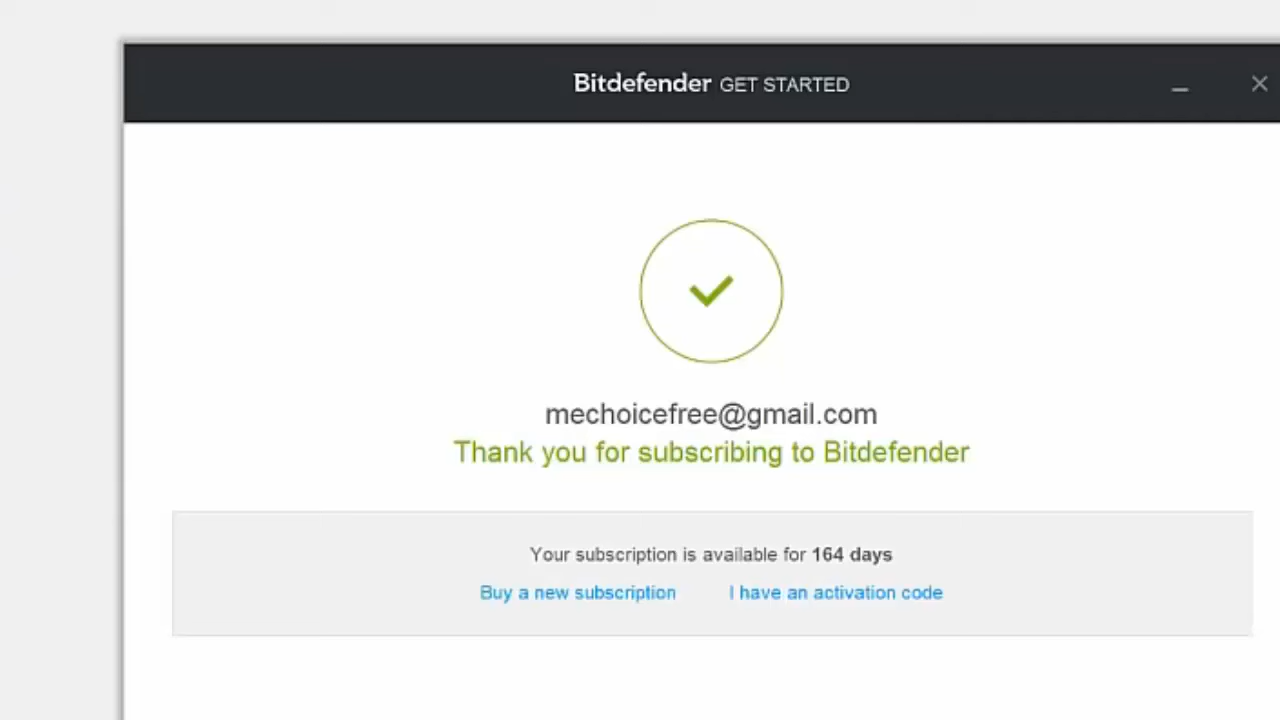 Bitdefender GET STARTED
mechoicefree@gmail.com
Thank you for subscribing to Bitdefender
Your subscription is available for 164 days
Buy a new subscription I have an activation code